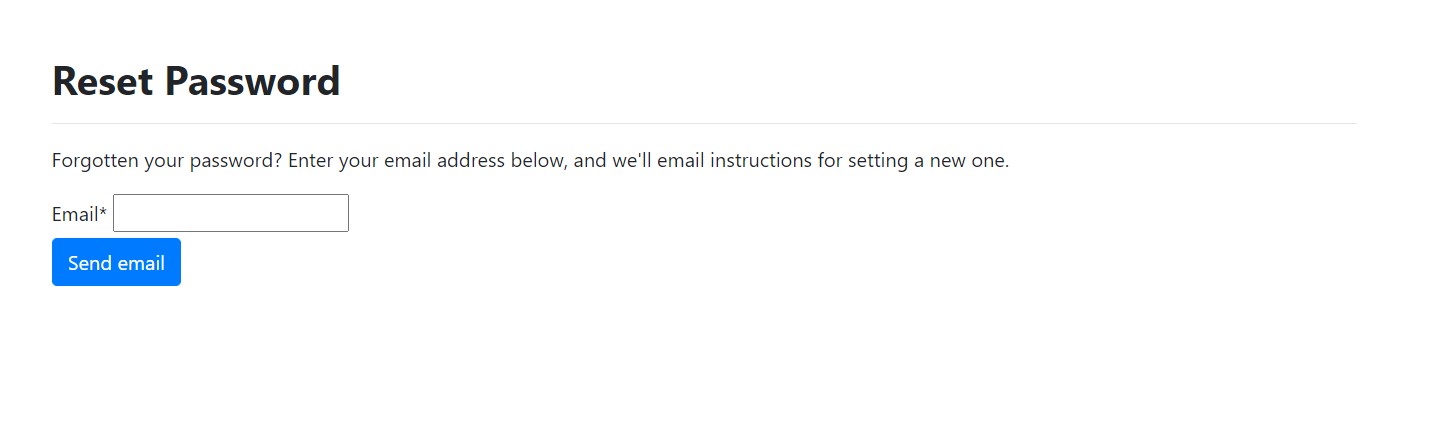 Reset Password
Forgotten your password? Enter your email address below, and we'll email instructions for setting a new one.
Email*
Send email